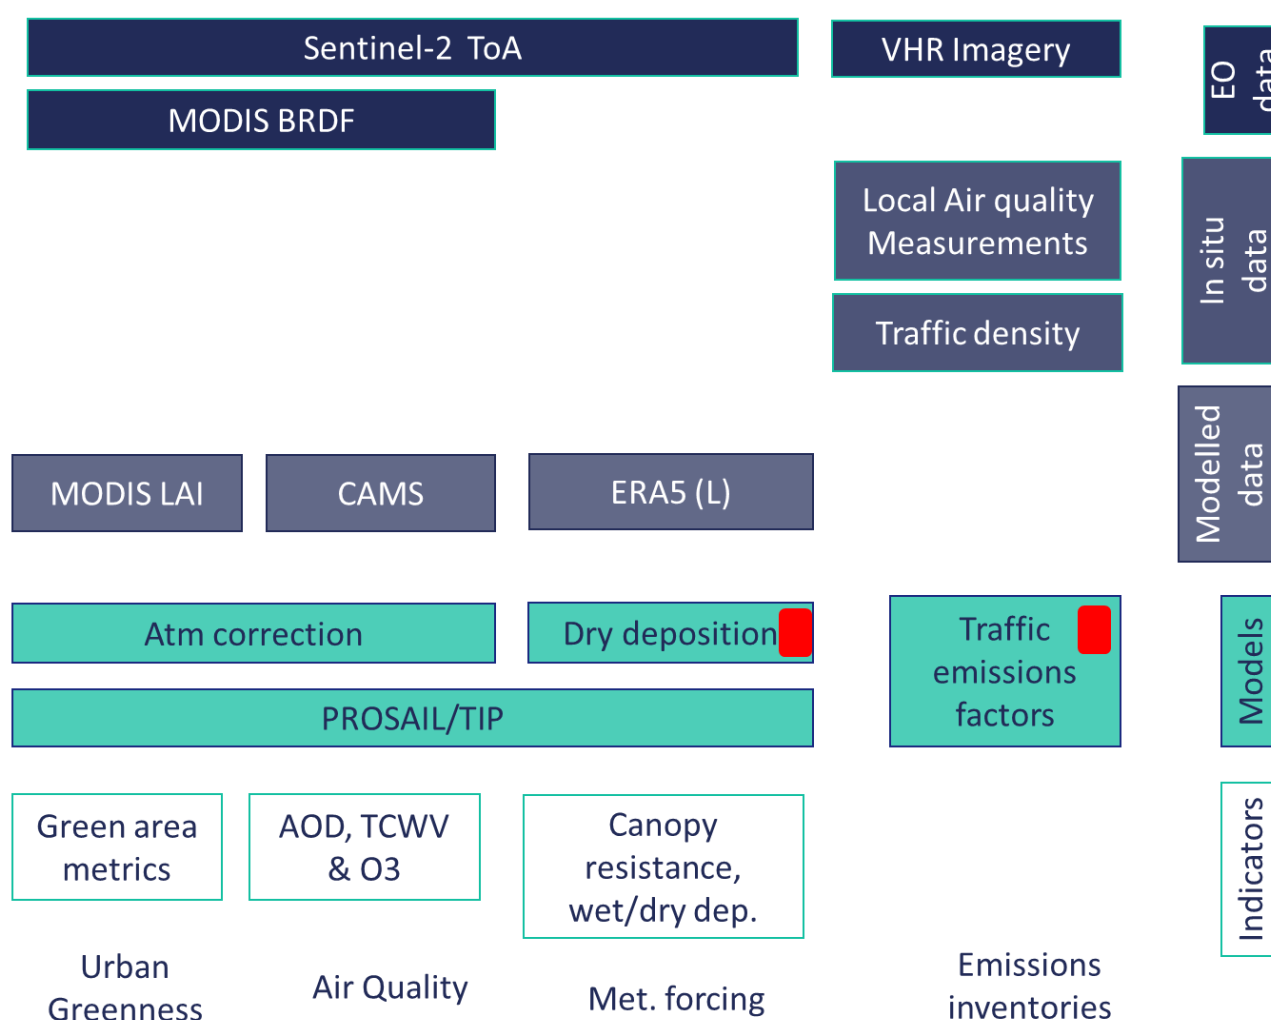 Sentinel-2 ToA
VHR Imagery
EO
data
MODIS BRDF
Local Air quality
Measurements
In situ
data
Traffic density
Modelled
data
MODIS LAI
CAMS
ERA5 (L)
Atm correction
Dry deposition
Traffic
emissions
factors
Models
PROSAIL/TIP
Green area
metrics
AOD, TCWV
& O3
Canopy
resistance,
wet/dry dep.
Indicators
Urban
Greenness
Air Quality
Met. forcing
Emissions
inventories